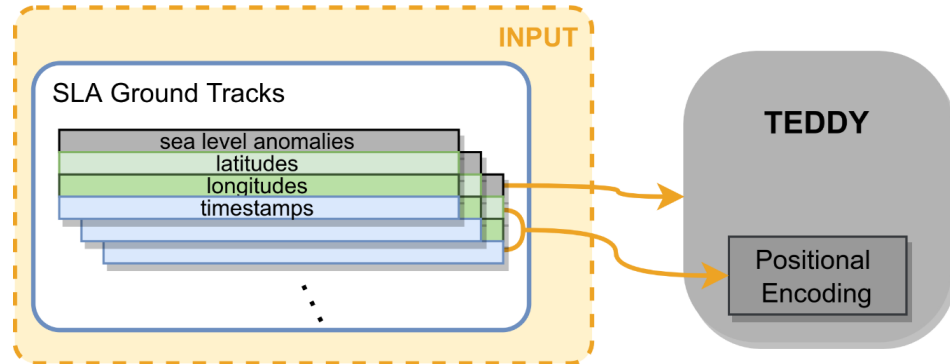 INPUT
SLA Ground Tracks
sea level anomalies
latitudes
longitudes
timestamps
TEDDY
Positional
Encoding